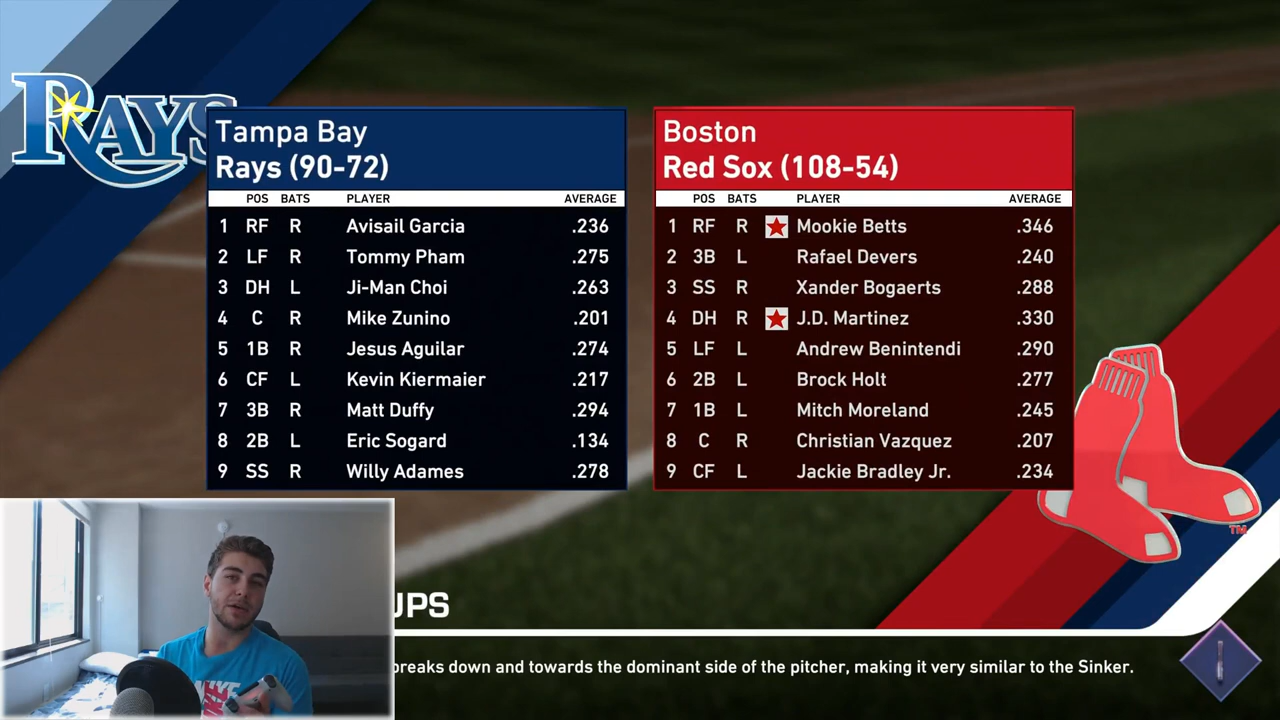 RAYS
Tampa Bay
Rays (90-72)
POS BATS PLAYER AVERAGE
1 RF R Avisail Garcia .236
2 LF R Tommy Pham .275
3 DH L Ji-Man Choi .263
4 C R Mike Zunino .201
5 1B R Jesus Aguilar .274
6 CF L Kevin Kiermaier .217
7 3B R Matt Duffy .294
8 2B L Eric Sogard .134
9 SS R Willy Adames .278
Boston
Red Sox (108-54)
POS BATS PLAYER AVERAGE
1 RF R Mookie Betts .346
2 3B L Rafael Devers .240
3 SS R Xander Bogaerts .288
4 DH R J.D. Martinez .330
5 LF L Andrew Benintendi .290
6 2B L Brock Holt .277
7 1B L Mitch Moreland .245
8 C R Christian Vazquez .207
9 CF L Jackie Bradley Jr. .234
TM
UPS
breaks down and towards the dominant side of the pitcher, making it very similar to the Sinker.